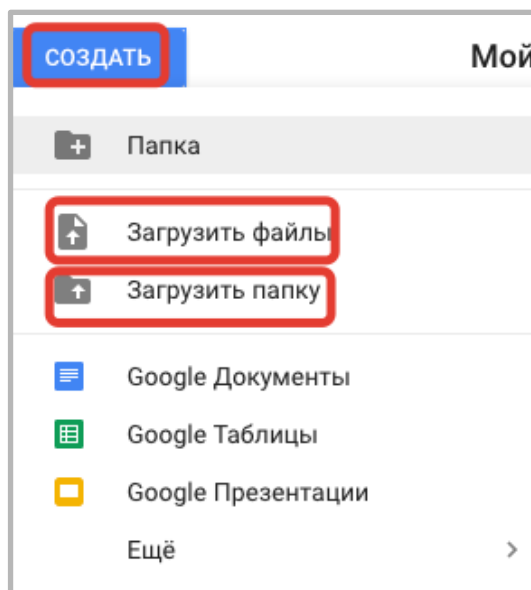 СОЗДАТЬ Мой
Папка
Загрузить файлы
Загрузить папку
Google Документы
Google Таблицы
Google Презентации
Ещё